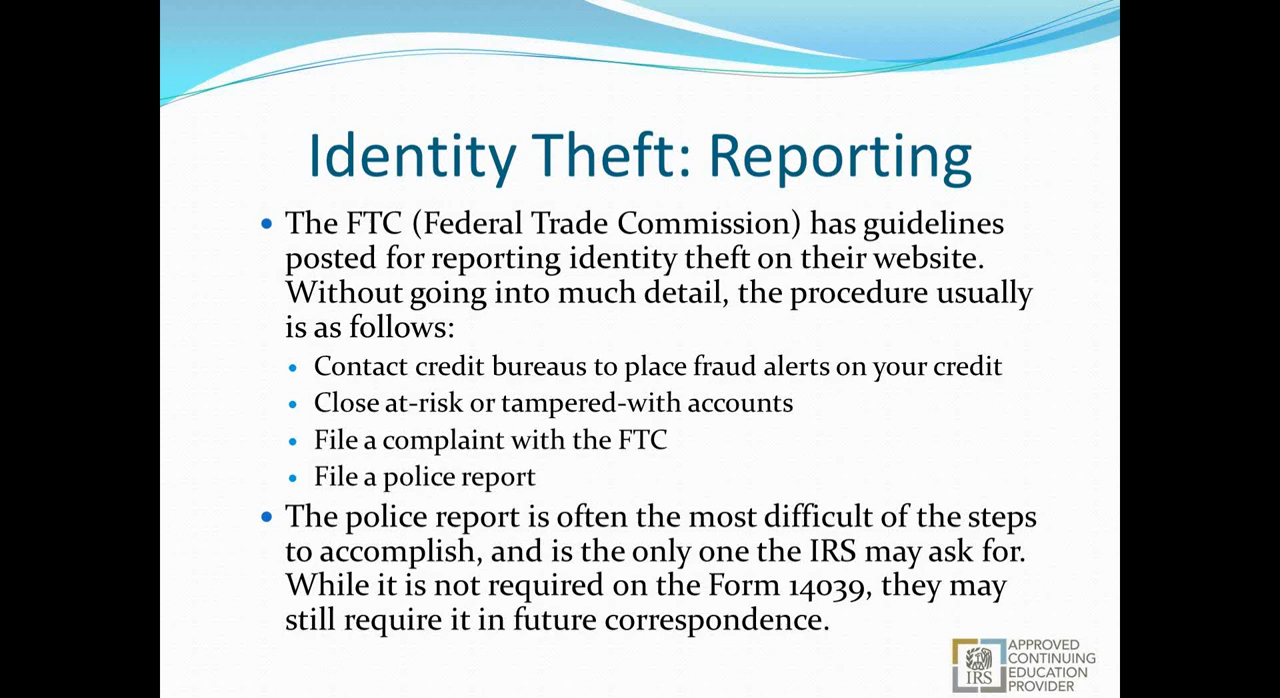 Identity Theft: Reporting
• The FTC (Federal Trade Commission) has guidelines
posted for reporting identity theft on their website.
Without going into much detail, the procedure usually
is as follows:
• Contact credit bureaus to place fraud alerts on your credit
• Close at-risk or tampered-with accounts
• File a complaint with the FTC
• File a police report
• The police report is often the most difficult of the steps
to accomplish, and is the only one the IRS may ask for.
While it is not required on the Form 14039, they may
still require it in future correspondence.
IRS
APPROVED
CONTINUING
EDUCATION
PROVIDER